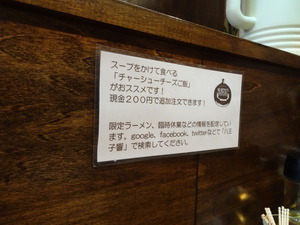 スープをかけて食べる
「チャーシューチーズご飯」
がおススメです！
現金２００円で追加注文できます！
限定ラーメン、臨時休業などの情報を配信してい
ます。google、facebook、twitterなどで「八王
子響」で検索してください。